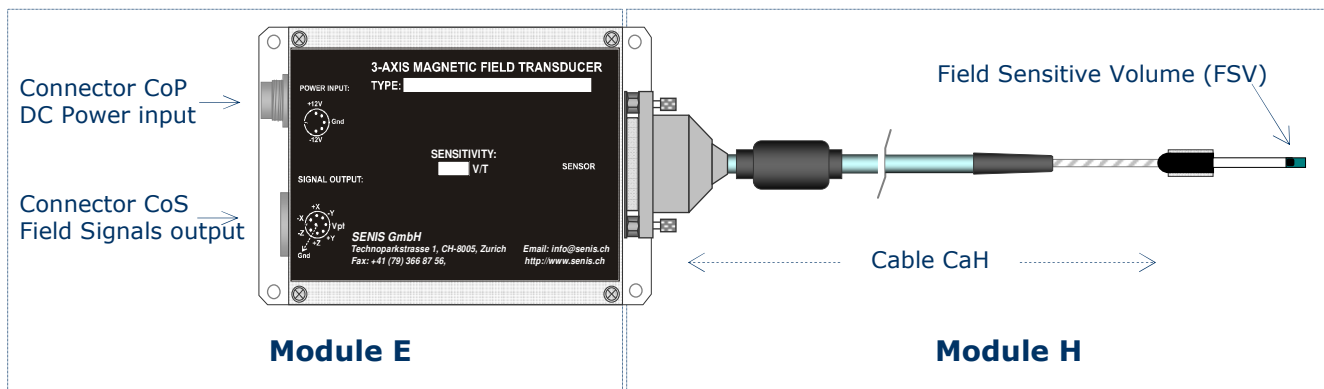 Connector CoP
DC Power input
Connector CoS
Field Signals output
3-AXIS MAGNETIC FIELD TRANSDUCER
POWER INPUT:
TYPE:
+12V
Gnd
-12V
SENSITIVITY:
V/T
SENSOR
SIGNAL OUTPUT:
+X
-X
-Y
Vpt
-Z
+Y
+Z
Gnd
SENIS GmbH
Technoparkstrasse 1, CH-8005, Zurich
Email: info@senis.ch
Fax: +41 (79) 366 87 56,
http://www.senis.ch
Field Sensitive Volume (FSV)
Cable CaH
Module E
Module H